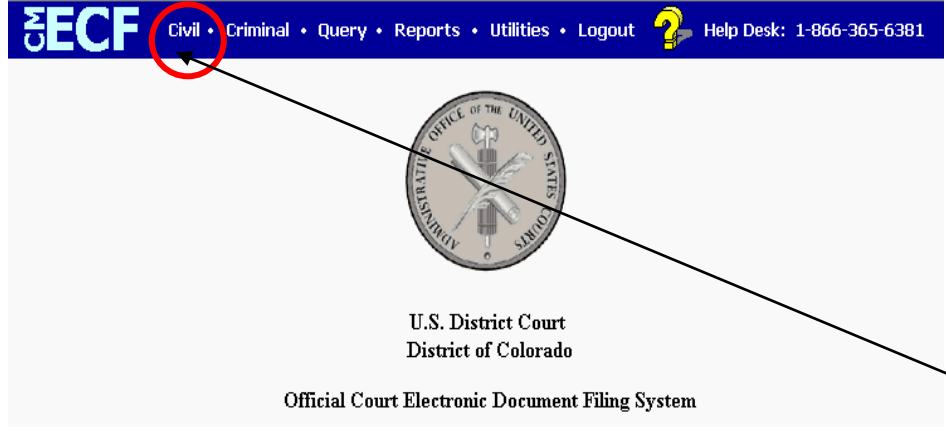 CM ECF Civil • Criminal • Query • Reports • Utilities • Logout Help Desk: 1-866-365-6381
ADMINISTRATIVE OFFICE OF THE UNITED STATES COURTS
U.S. District Court
District of Colorado
Official Court Electronic Document Filing System